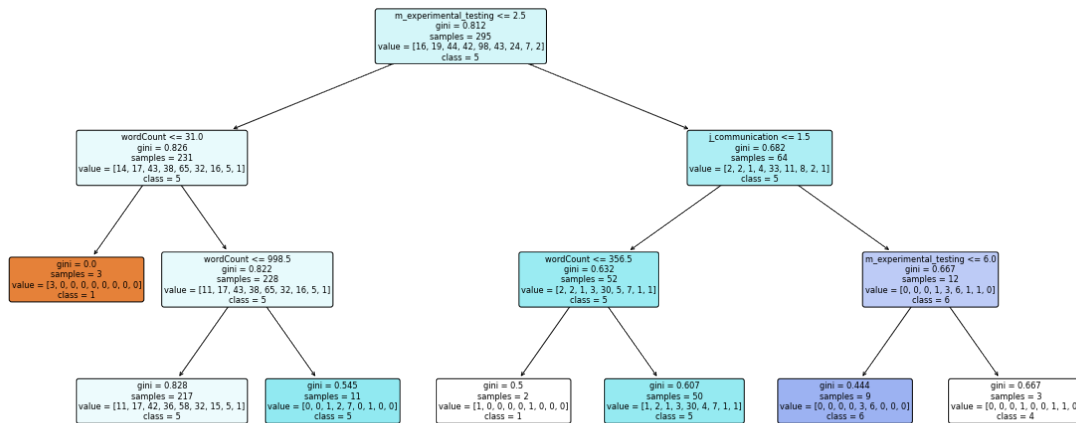 m_experimental_testing <= 2.5
gini = 0.812
samples = 295
value = [16, 19, 44, 42, 98, 43, 24, 7, 2]
class = 5
wordCount <= 31.0
gini = 0.826
samples = 231
value = [14, 17, 43, 38, 65, 32, 16, 5, 1]
class = 5
j_communication <= 1.5
gini = 0.682
samples = 64
value = [2, 2, 1, 4, 33, 11, 8, 2, 1]
class = 5
gini = 0.0
samples = 3
value = [3, 0, 0, 0, 0, 0, 0, 0, 0]
class = 1
wordCount <= 998.5
gini = 0.822
samples = 228
value = [11, 17, 43, 38, 65, 32, 16, 5, 1]
class = 5
wordCount <= 356.5
gini = 0.632
samples = 52
value = [2, 2, 1, 3, 30, 5, 7, 1, 1]
class = 5
m_experimental_testing <= 6.0
gini = 0.667
samples = 12
value = [0, 0, 0, 1, 3, 6, 1, 1, 0]
class = 6
gini = 0.828
samples = 217
value = [11, 17, 42, 36, 58, 32, 15, 5, 1]
class = 5
gini = 0.545
samples = 11
value = [0, 0, 1, 2, 7, 0, 1, 0, 0]
class = 5
gini = 0.5
samples = 2
value = [1, 0, 0, 0, 0, 1, 0, 0, 0]
class = 1
gini = 0.607
samples = 50
value = [1, 2, 1, 3, 30, 4, 7, 1, 1]
class = 5
gini = 0.444
samples = 9
value = [0, 0, 0, 0, 3, 6, 0, 0, 0]
class = 6
gini = 0.667
samples = 3
value = [0, 0, 0, 1, 0, 0, 1, 1, 0]
class = 4